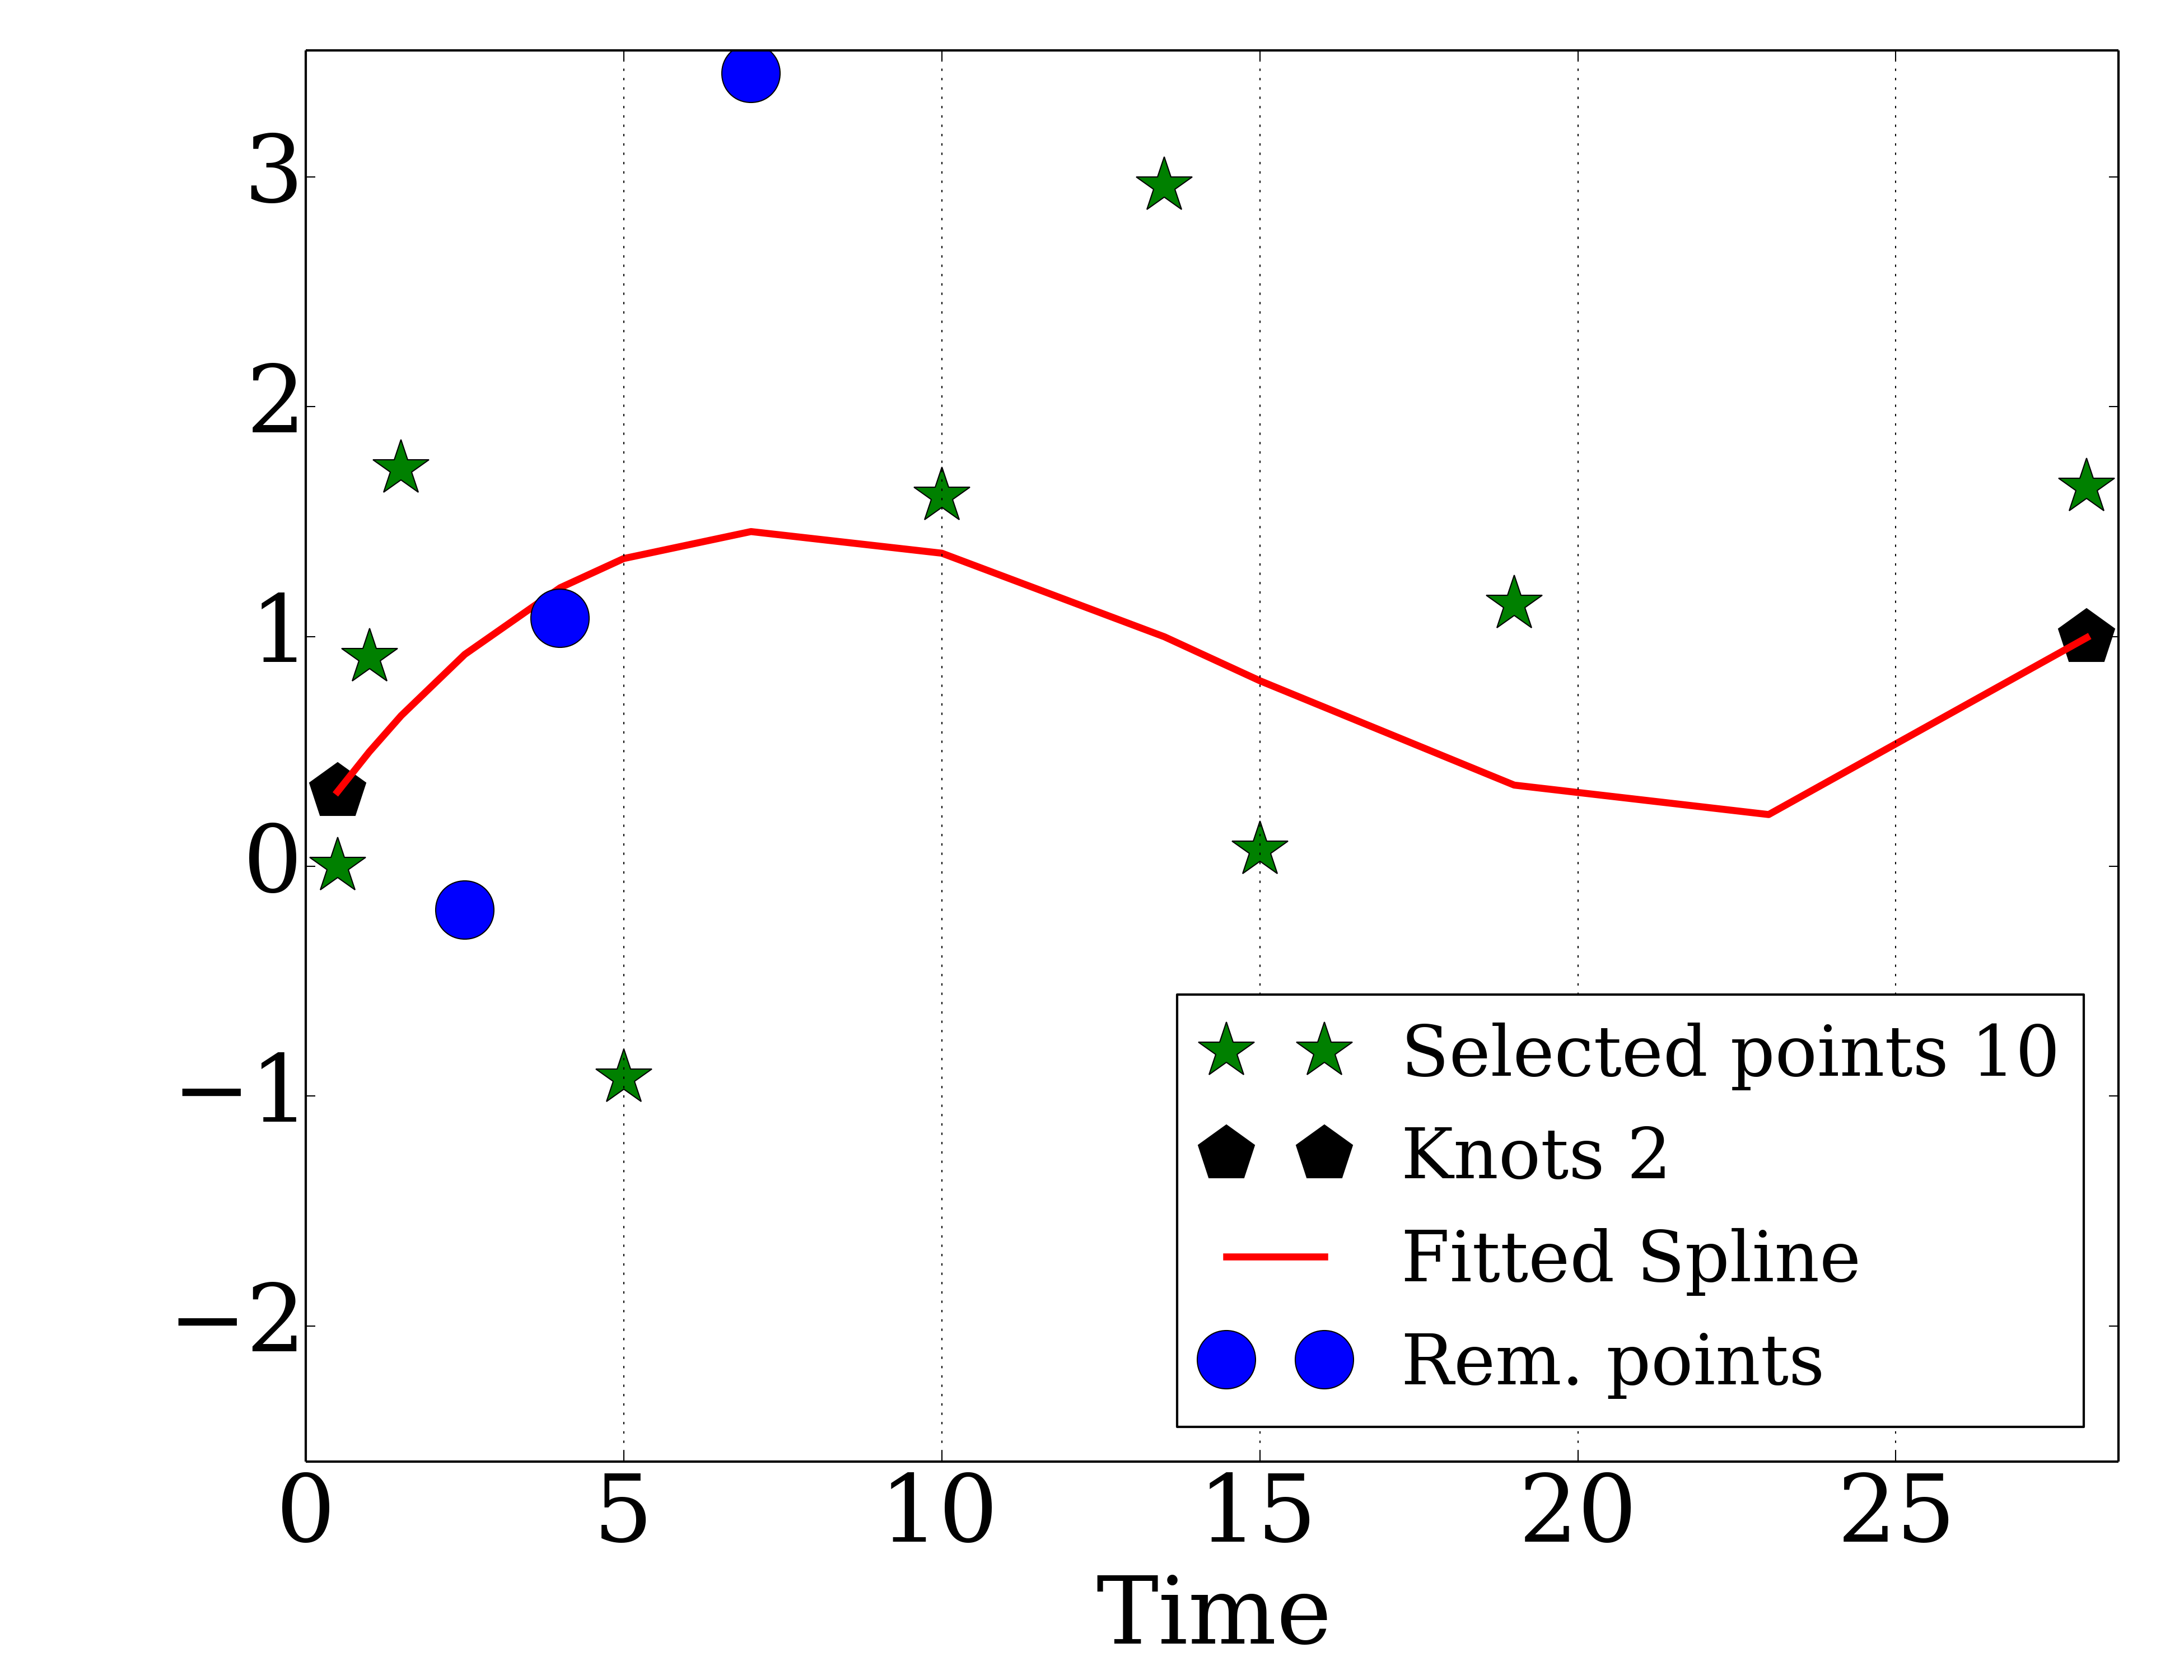 3
2
1
0
−1
−2
Selected points 10
Knots 2
Fitted Spline
Rem. points
0 5 10 15 20 25
Time